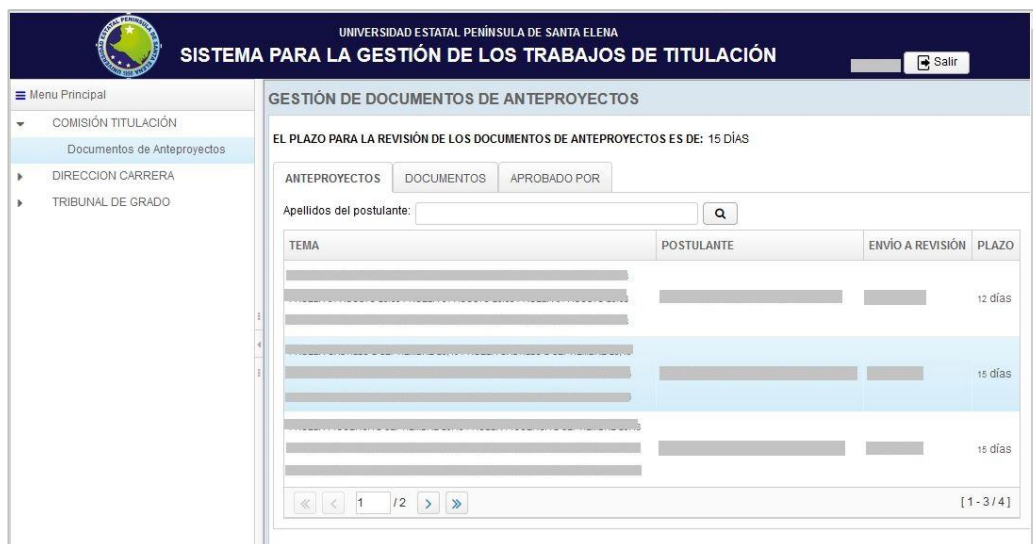 UNIVERSIDAD ESTATAL PENÍNSULA DE SANTA ELENA
SISTEMA PARA LA GESTIÓN DE LOS TRABAJOS DE TITULACIÓN
Salir
Menu Principal
COMISIÓN TITULACIÓN
Documentos de Anteproyectos
DIRECCION CARRERA
TRIBUNAL DE GRADO
GESTIÓN DE DOCUMENTOS DE ANTEPROYECTOS
EL PLAZO PARA LA REVISIÓN DE LOS DOCUMENTOS DE ANTEPROYECTOS ES DE: 15 DÍAS
ANTEPROYECTOS DOCUMENTOS APROBADO POR
Apellidos del postulante:
TEMA POSTULANTE ENVÍO A REVISIÓN PLAZO
12 días
15 días
15 días
1 /2 [ 1 - 3 / 4 ]